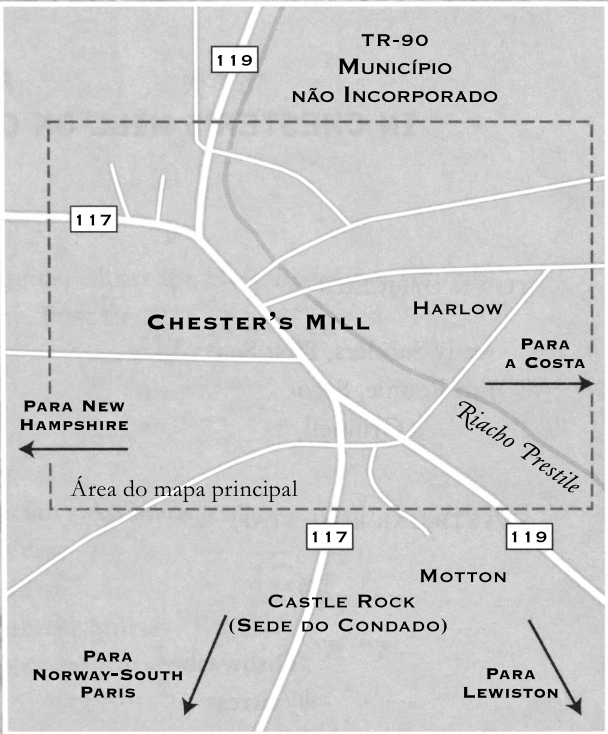 119
TR-90
Município
não Incorporado
117
Chester's Mill
Harlow
Para
a Costa
Para New
Hampshire
Riacho Prestile
Área do mapa principal
117
119
Motton
Castle Rock
(Sede do Condado)
Para
Norway-South
Paris
Para
Lewiston